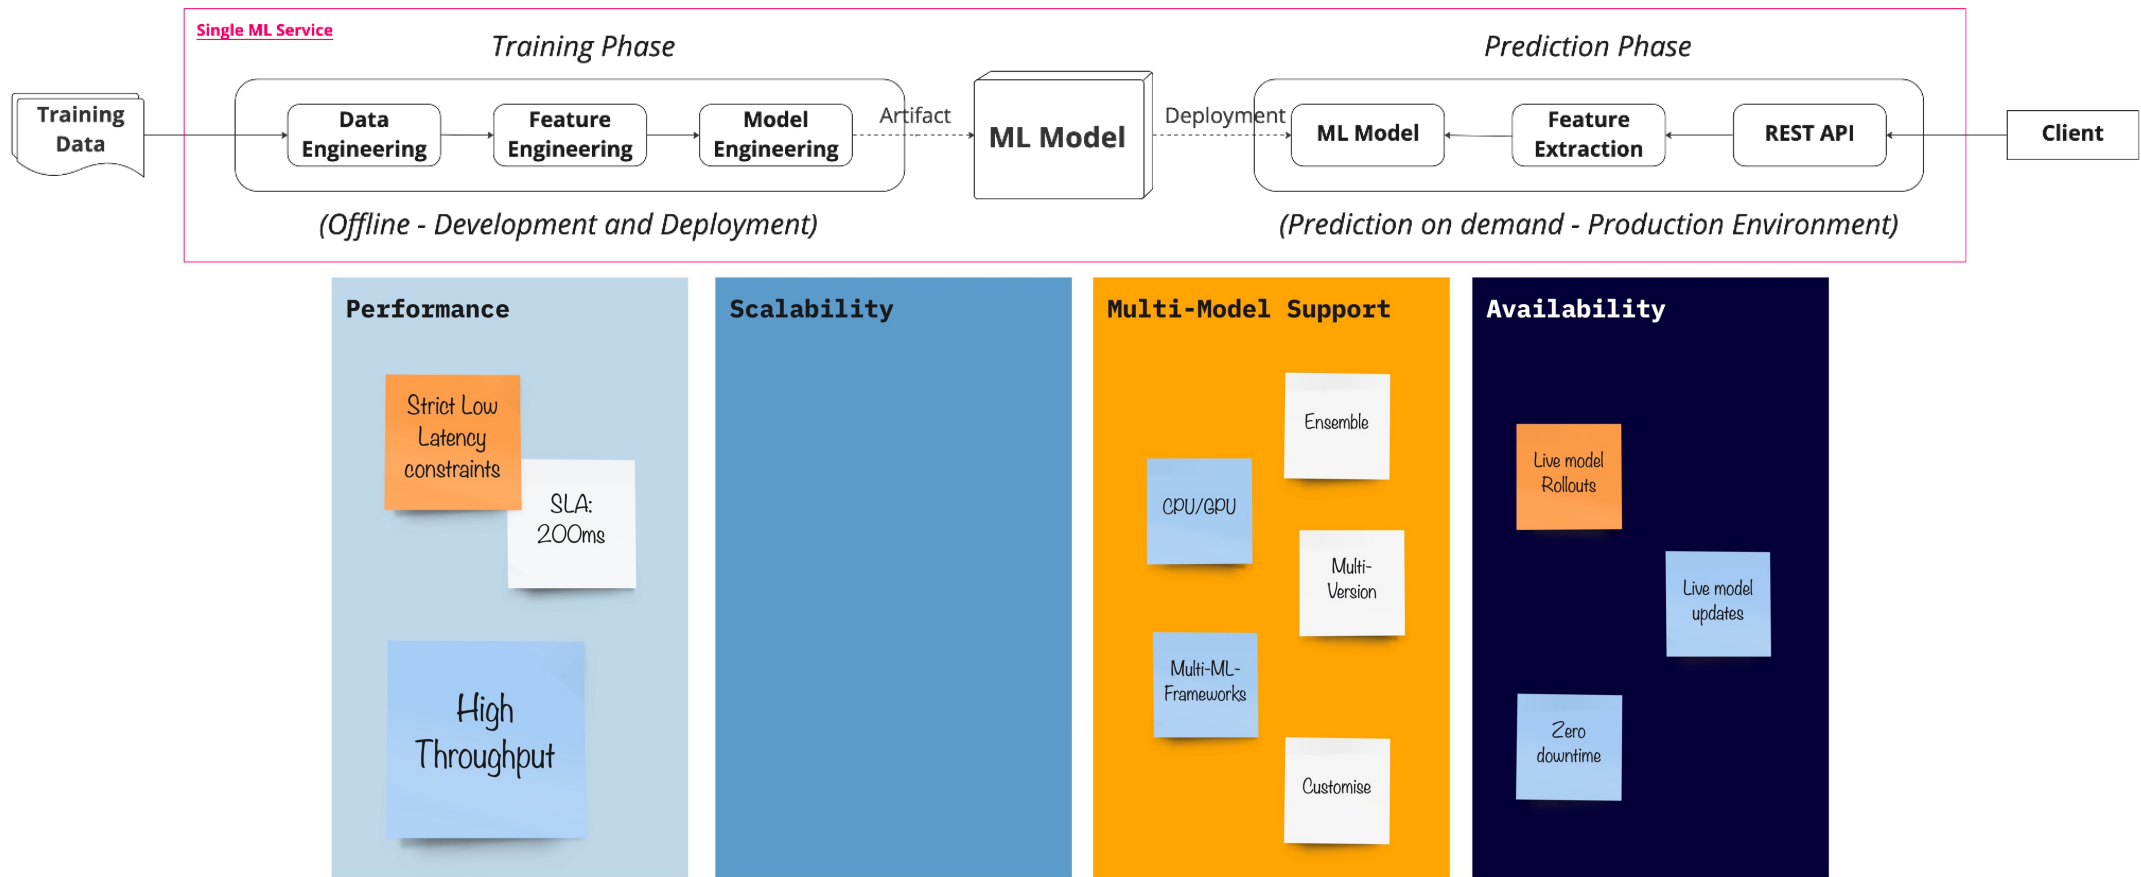 Single ML Service
Training Phase
Prediction Phase
Training
Data
Data
Engineering
Feature
Engineering
Model
Engineering
Artifact
ML Model
Deployment
ML Model
Feature
Extraction
REST API
Client
(Offline - Development and Deployment)
(Prediction on demand - Production Environment)
Performance
Strict Low
Latency
constraints
SLA:
200ms
High
Throughput
Scalability
Multi-Model Support
Ensemble
CPU/GPU
Multi-
Version
Multi-ML-
Frameworks
Customise
Availability
Live model
Rollouts
Live model
updates
Zero
downtime